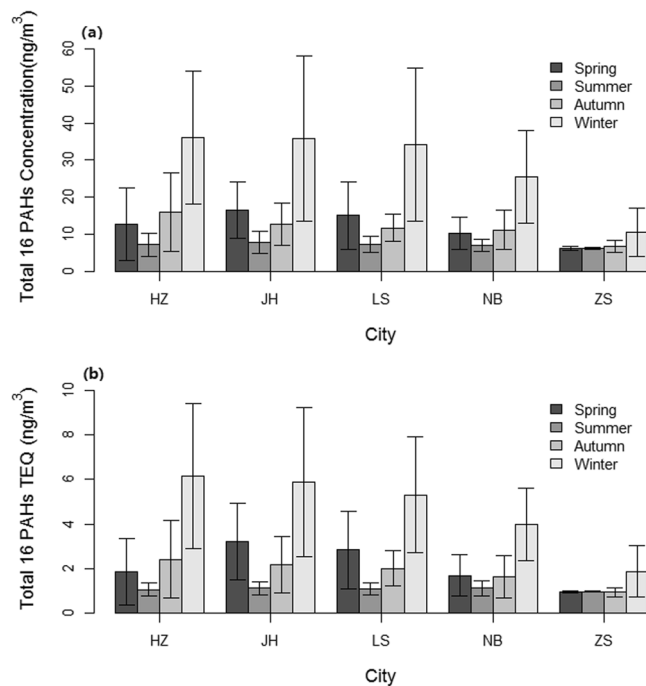 (a)
Total 16 PAHs Concentration(ng/m³)
60
50
40
30
20
10
0
Spring
Summer
Autumn
Winter
HZ JH LS NB ZS
City
(b)
Total 16 PAHs TEQ (ng/m³)
10
8
6
4
2
0
Spring
Summer
Autumn
Winter
HZ JH LS NB ZS
City